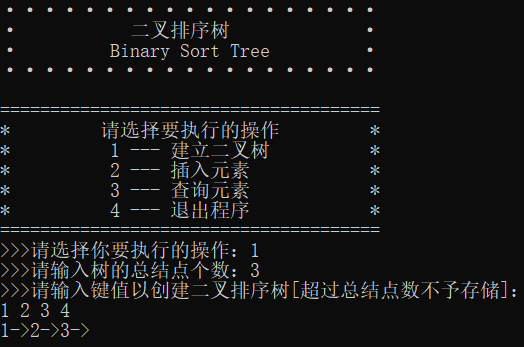 二叉排序树
Binary Sort Tree
======================================
* 请选择要执行的操作 *
* 1 --- 建立二叉树 *
* 2 --- 插入元素 *
* 3 --- 查询元素 *
* 4 --- 退出程序 *
======================================
>>>请选择你要执行的操作：1
>>>请输入树的总结点个数：3
>>>请输入键值以创建二叉排序树[超过总结点数不予存储]：
1 2 3 4
1->2->3->